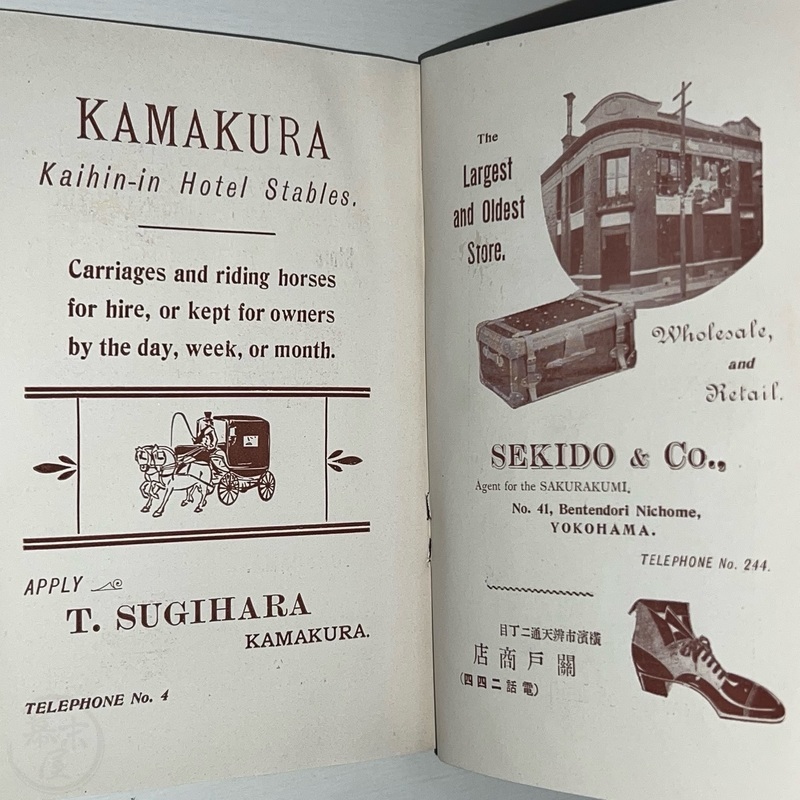 KAMAKURA
Kaihin-in Hotel Stables.
Carriages and riding horses
for hire, or kept for owners
by the day, week, or month.
APPLY
T. SUGIHARA
KAMAKURA.
TELEPHONE No. 4
屋
The
Largest
and Oldest
Store.
Wholesale,
and
Retail.
SEKIDO & Co.,
Agent for the SAKURAKUMI.
No. 41, Bentendori Nichome,
YOKOHAMA.
TELEPHONE No. 244.
橫濱市辨天通二丁目
關戶商店
(電話二四四)